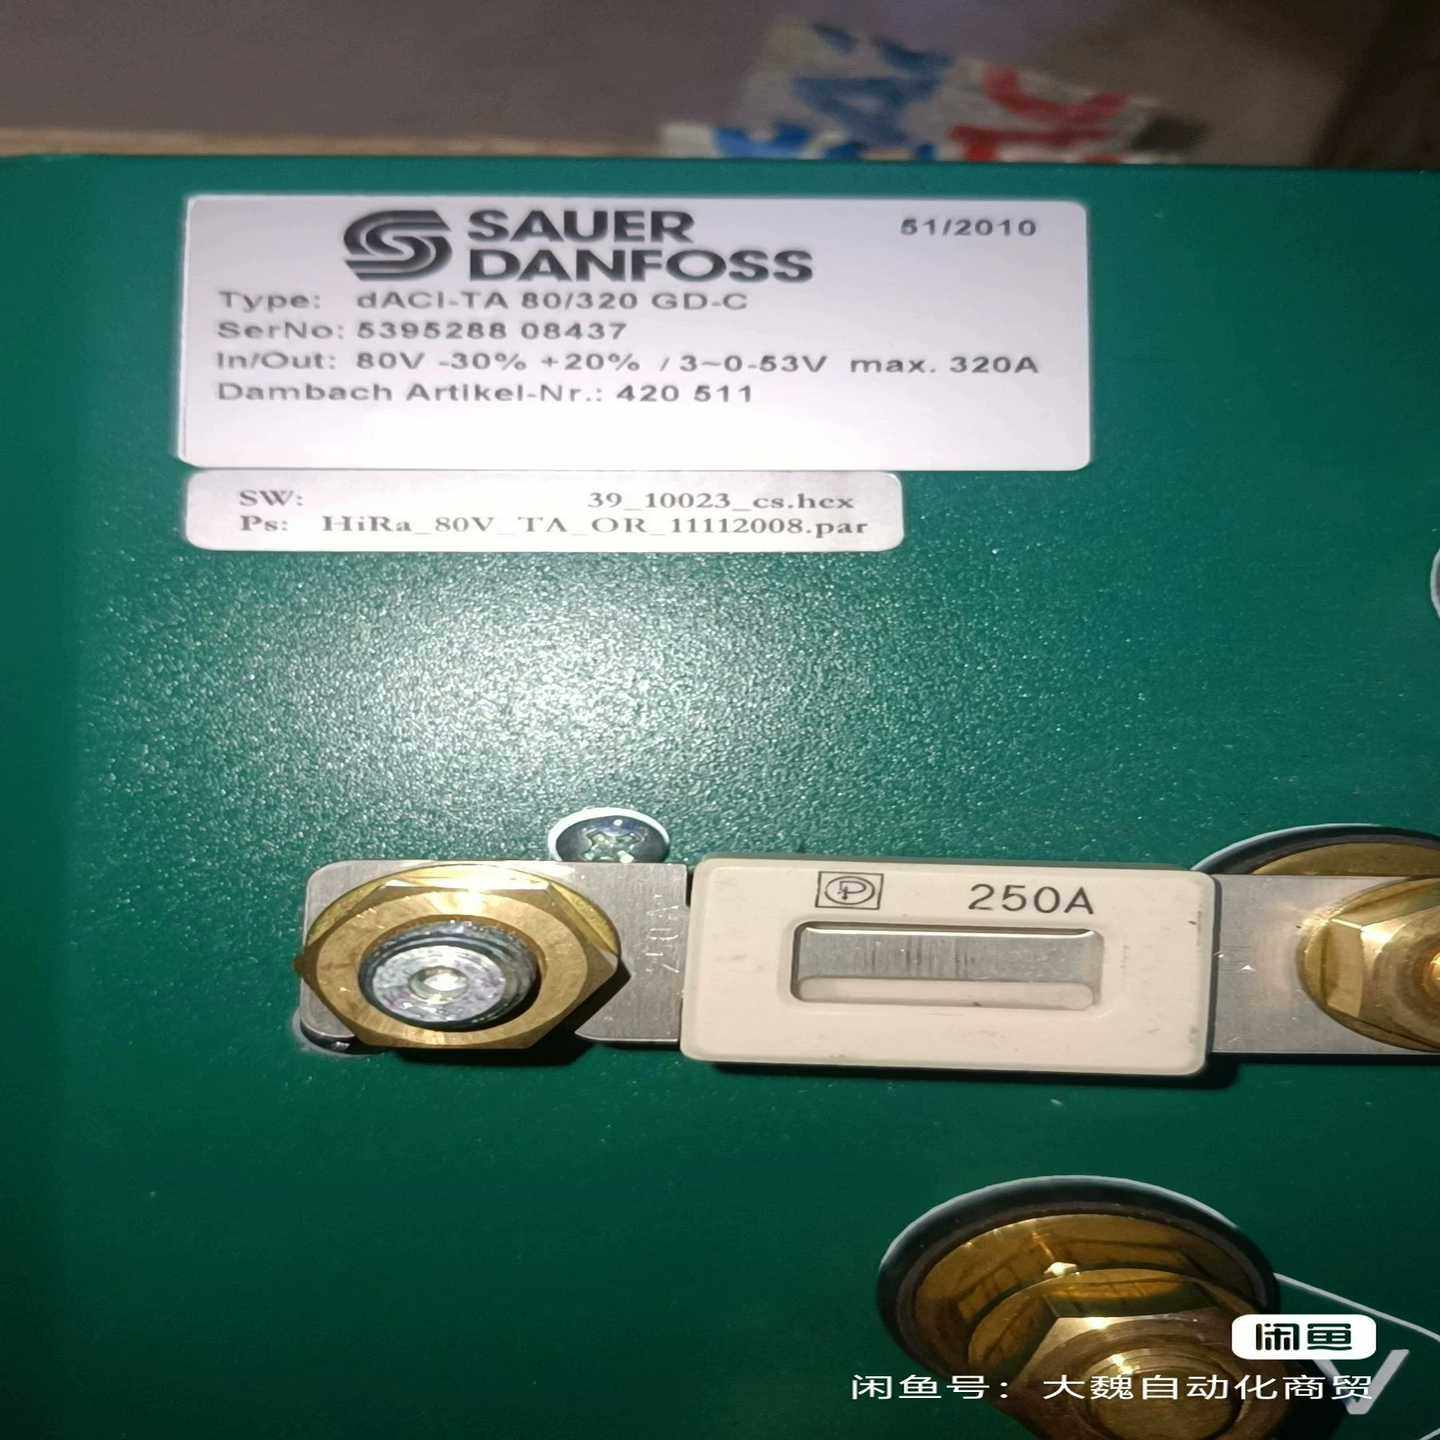 SAUER
DANFOSS
51/2010
Type: dACI-TA 80/320 GD-C
SerNo: 5395288 08437
In/Out: 80V -30% +20% / 3~0-53V max. 320A
Dambach Artikel-Nr.: 420 511
SW: 39_10023_cs.hex
Ps: HiRa_80V_TA_OR_11112008.par
250A
闲鱼
V
闲鱼号：大魏自动化商贸